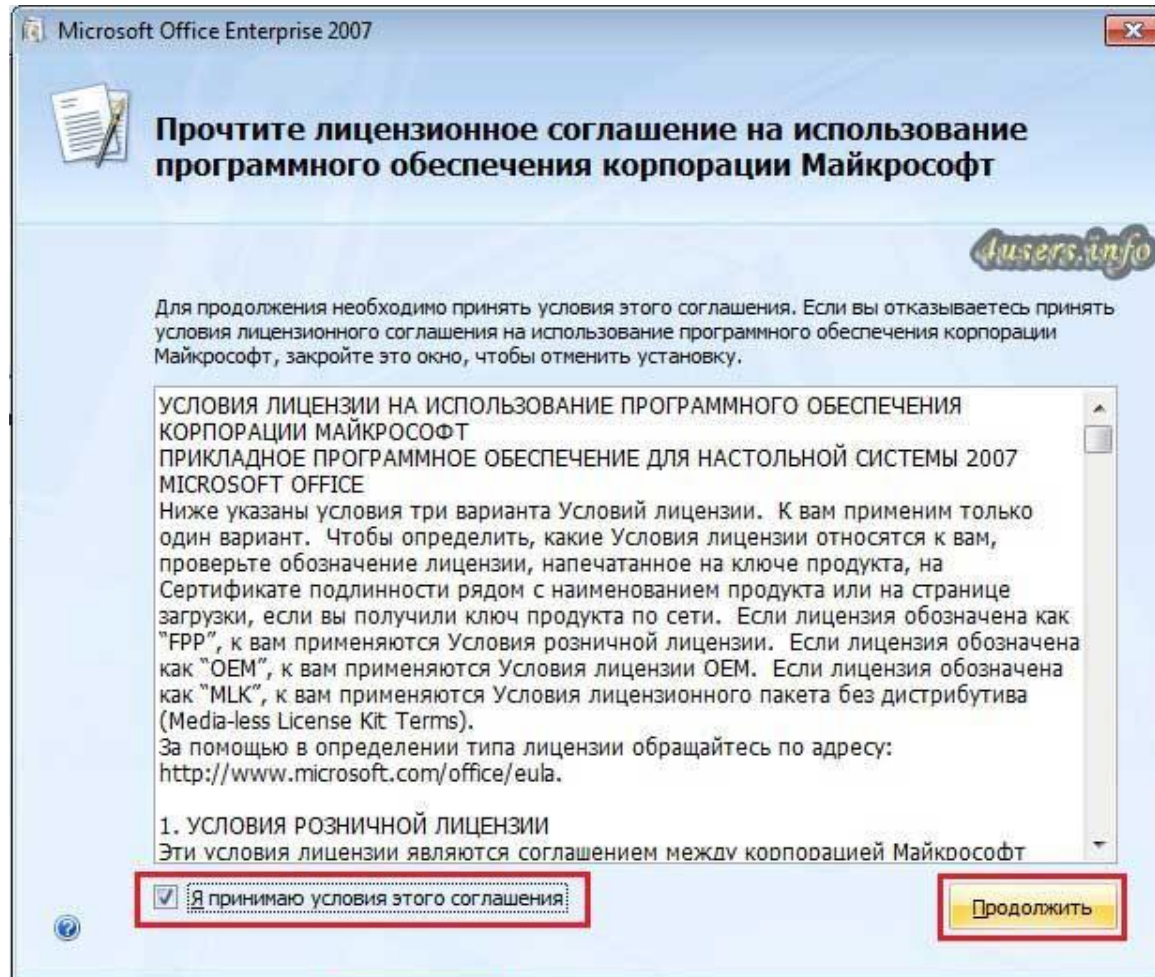 Microsoft Office Enterprise 2007
Прочтите лицензионное соглашение на использование
программного обеспечения корпорации Майкрософт
4users.info
Для продолжения необходимо принять условия этого соглашения. Если вы отказываетесь принять
условия лицензионного соглашения на использование программного обеспечения корпорации
Майкрософт, закройте это окно, чтобы отменить установку.
УСЛОВИЯ ЛИЦЕНЗИИ НА ИСПОЛЬЗОВАНИЕ ПРОГРАММНОГО ОБЕСПЕЧЕНИЯ
КОРПОРАЦИИ МАЙКРОСОФТ
ПРИКЛАДНОЕ ПРОГРАММНОЕ ОБЕСПЕЧЕНИЕ ДЛЯ НАСТОЛЬНОЙ СИСТЕМЫ 2007
MICROSOFT OFFICE
Ниже указаны условия три варианта Условий лицензии. К вам применим только
один вариант. Чтобы определить, какие Условия лицензии относятся к вам,
проверьте обозначение лицензии, напечатанное на ключе продукта, на
Сертификате подлинности рядом с наименованием продукта или на странице
загрузки, если вы получили ключ продукта по сети. Если лицензия обозначена как
“FPP”, к вам применяются Условия розничной лицензии. Если лицензия обозначена
как “OEM”, к вам применяются Условия лицензии OEM. Если лицензия обозначена
как “MLK”, к вам применяются Условия лицензионного пакета без дистрибутива
(Media-less License Kit Terms).
За помощью в определении типа лицензии обращайтесь по адресу:
http://www.microsoft.com/office/eula.
1. УСЛОВИЯ РОЗНИЧНОЙ ЛИЦЕНЗИИ
Эти условия лицензии являются соглашением между корпорацией Майкрософт
Я принимаю условия этого соглашения
Продолжить